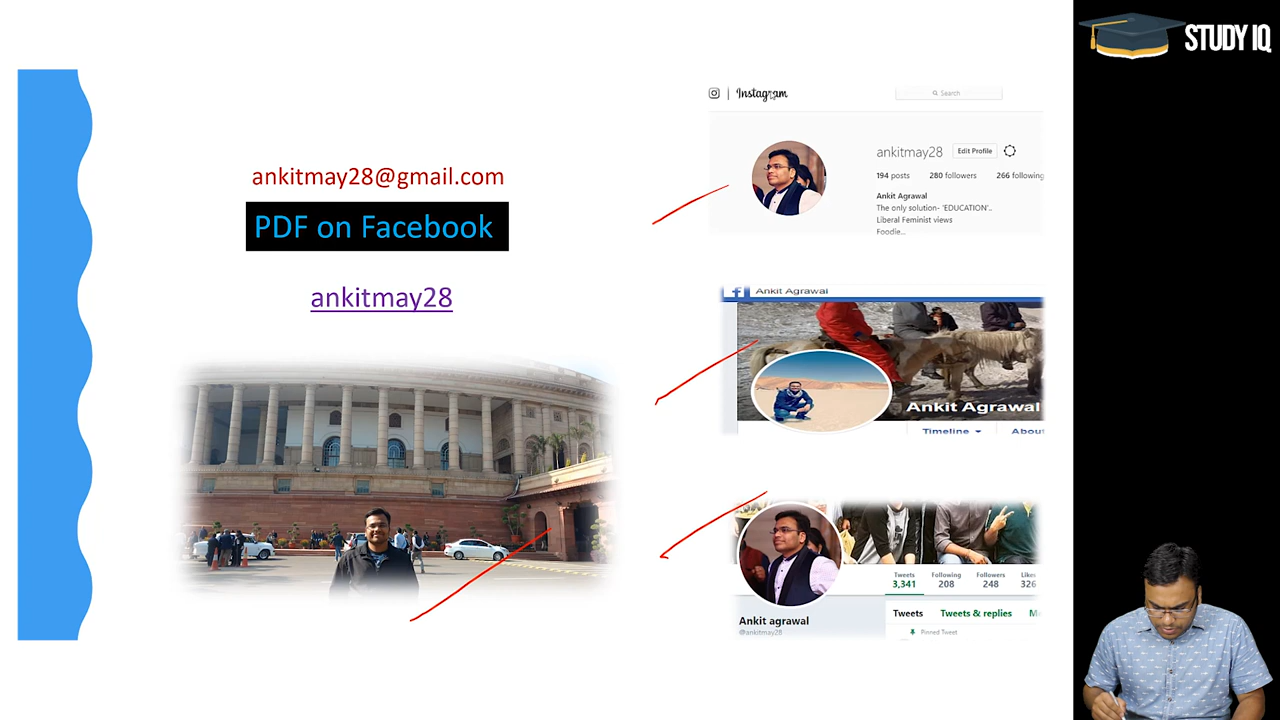 STUDY IQ
ankitmay28@gmail.com
PDF on Facebook
ankitmay28
Instagram
Search
ankitmay28 Edit Profile
194 posts 280 followers 266 following
Ankit Agrawal
The only solution- 'EDUCATION'..
Liberal Feminist views
Foodie...
Ankit Agrawal
Ankit Agrawal
Timeline About
Tweets Following Followers Likes
3,341 208 248 326
Tweets Tweets & replies M
Pinned Tweet
Ankit agrawal
@ankitmay28